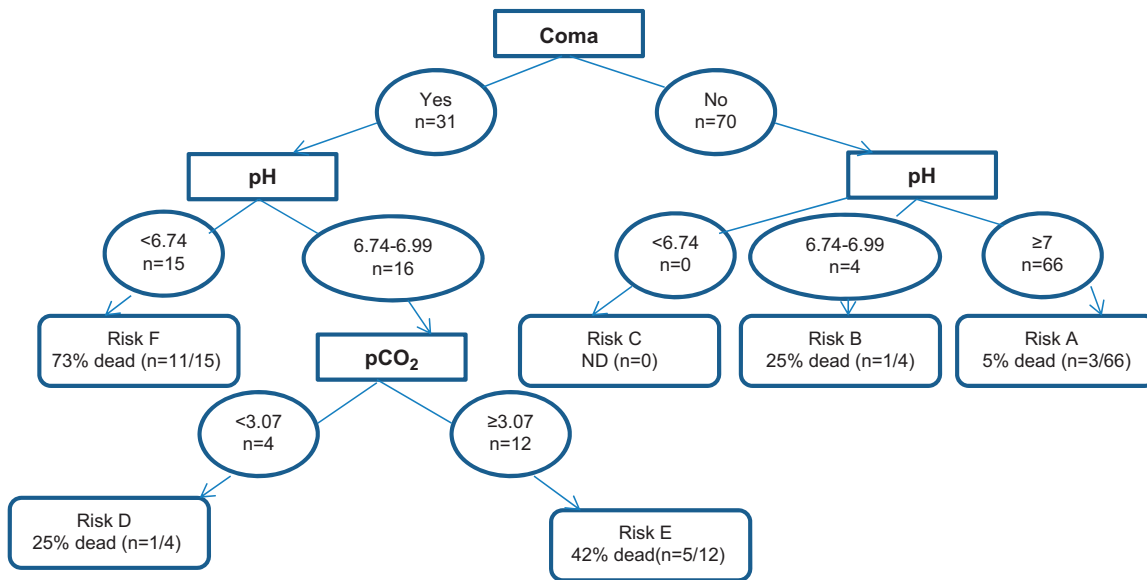 Coma
Yes
n=31
No
n=70
pH
pH
<6.74
n=15
6.74-6.99
n=16
<6.74
n=0
6.74-6.99
n=4
≥7
n=66
Risk F
73% dead (n=11/15)
pCO₂
Risk C
ND (n=0)
Risk B
25% dead (n=1/4)
Risk A
5% dead (n=3/66)
<3.07
n=4
≥3.07
n=12
Risk D
25% dead (n=1/4)
Risk E
42% dead(n=5/12)